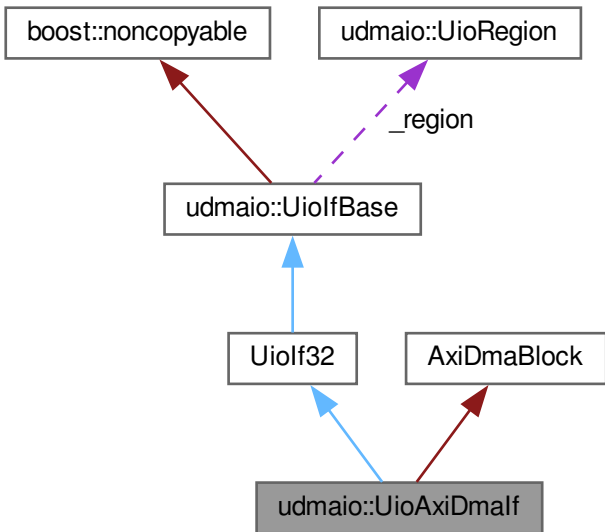 boost::noncopyable
udmaio::UioRegion
_region
udmaio::UioIfBase
UioIf32
AxiDmaBlock
udmaio::UioAxiDmaIf